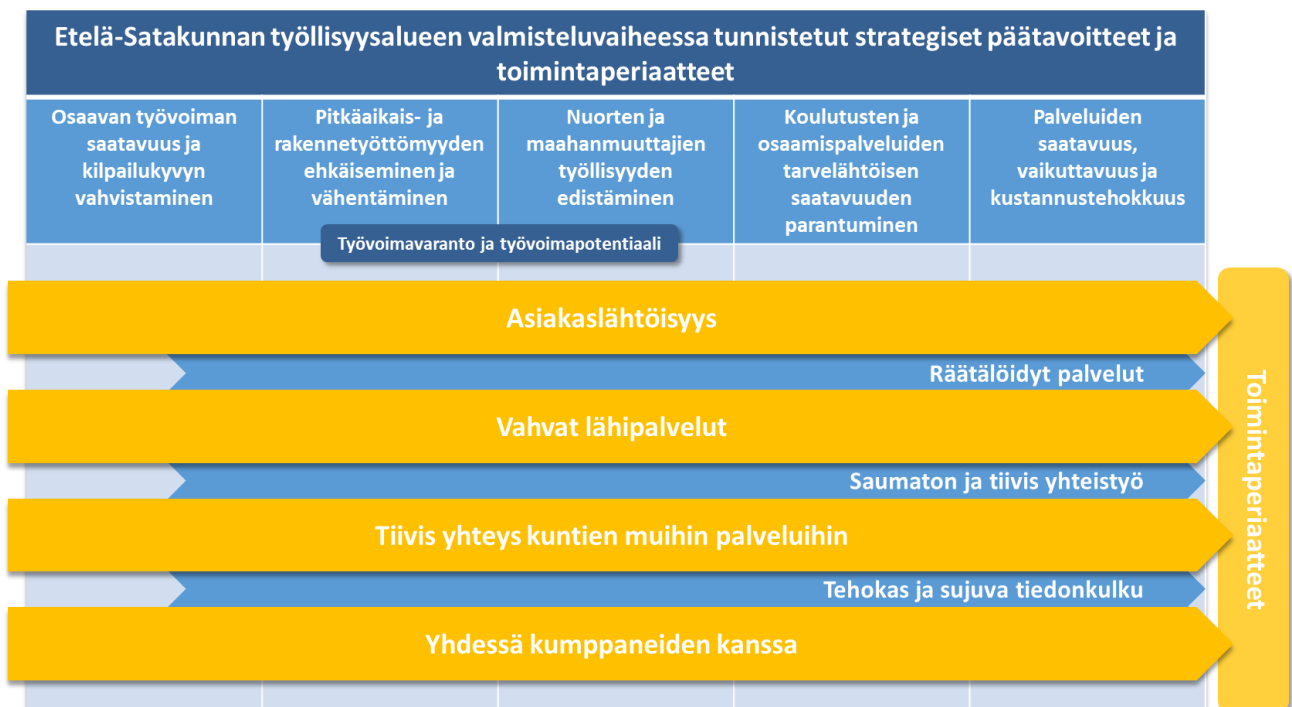 Etelä-Satakunnan työllisyysalueen valmisteluvaiheessa tunnistetut strategiset päätavoitteet ja
toimintaperiaatteet
Osaavan työvoiman
saatavuus ja
kilpailukyvyn
vahvistaminen
Pitkäaikais- ja
rakennetyöttömyyden
ehkäiseminen ja
vähentäminen
Nuorten ja
maahanmuuttajien
työllisyyden
edistäminen
Koulutusten ja
osaamispalveluiden
tarvelähtöisen
saatavuuden
parantuminen
Palveluiden
saatavuus,
vaikuttavuus ja
kustannustehokkuus
Työvoimavaranto ja työvoimapotentiaali
Asiakaslähtöisyys
Räätälöidyt palvelut
Vahvat lähipalvelut
Saumaton ja tiivis yhteistyö
Tiivis yhteys kuntien muihin palveluihin
Tehokas ja sujuva tiedonkulku
Yhdessä kumppaneiden kanssa
Toimintaperiaatteet